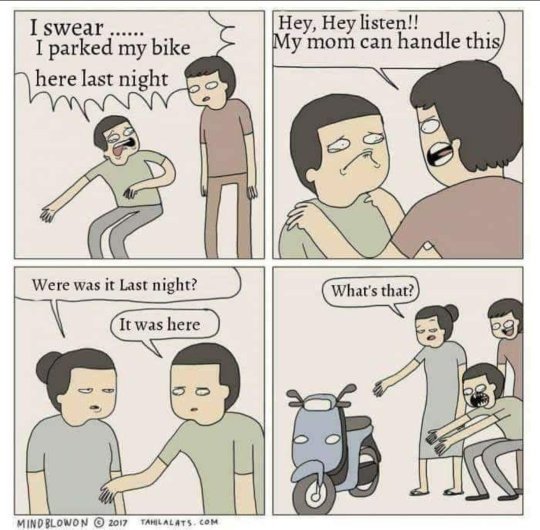 I swear ......
I parked my bike
here last night
Hey, Hey listen!!
My mom can handle this
Were was it Last night?
It was here
What's that?
MINDBLOWON © 2017 TAHILALATS.COM